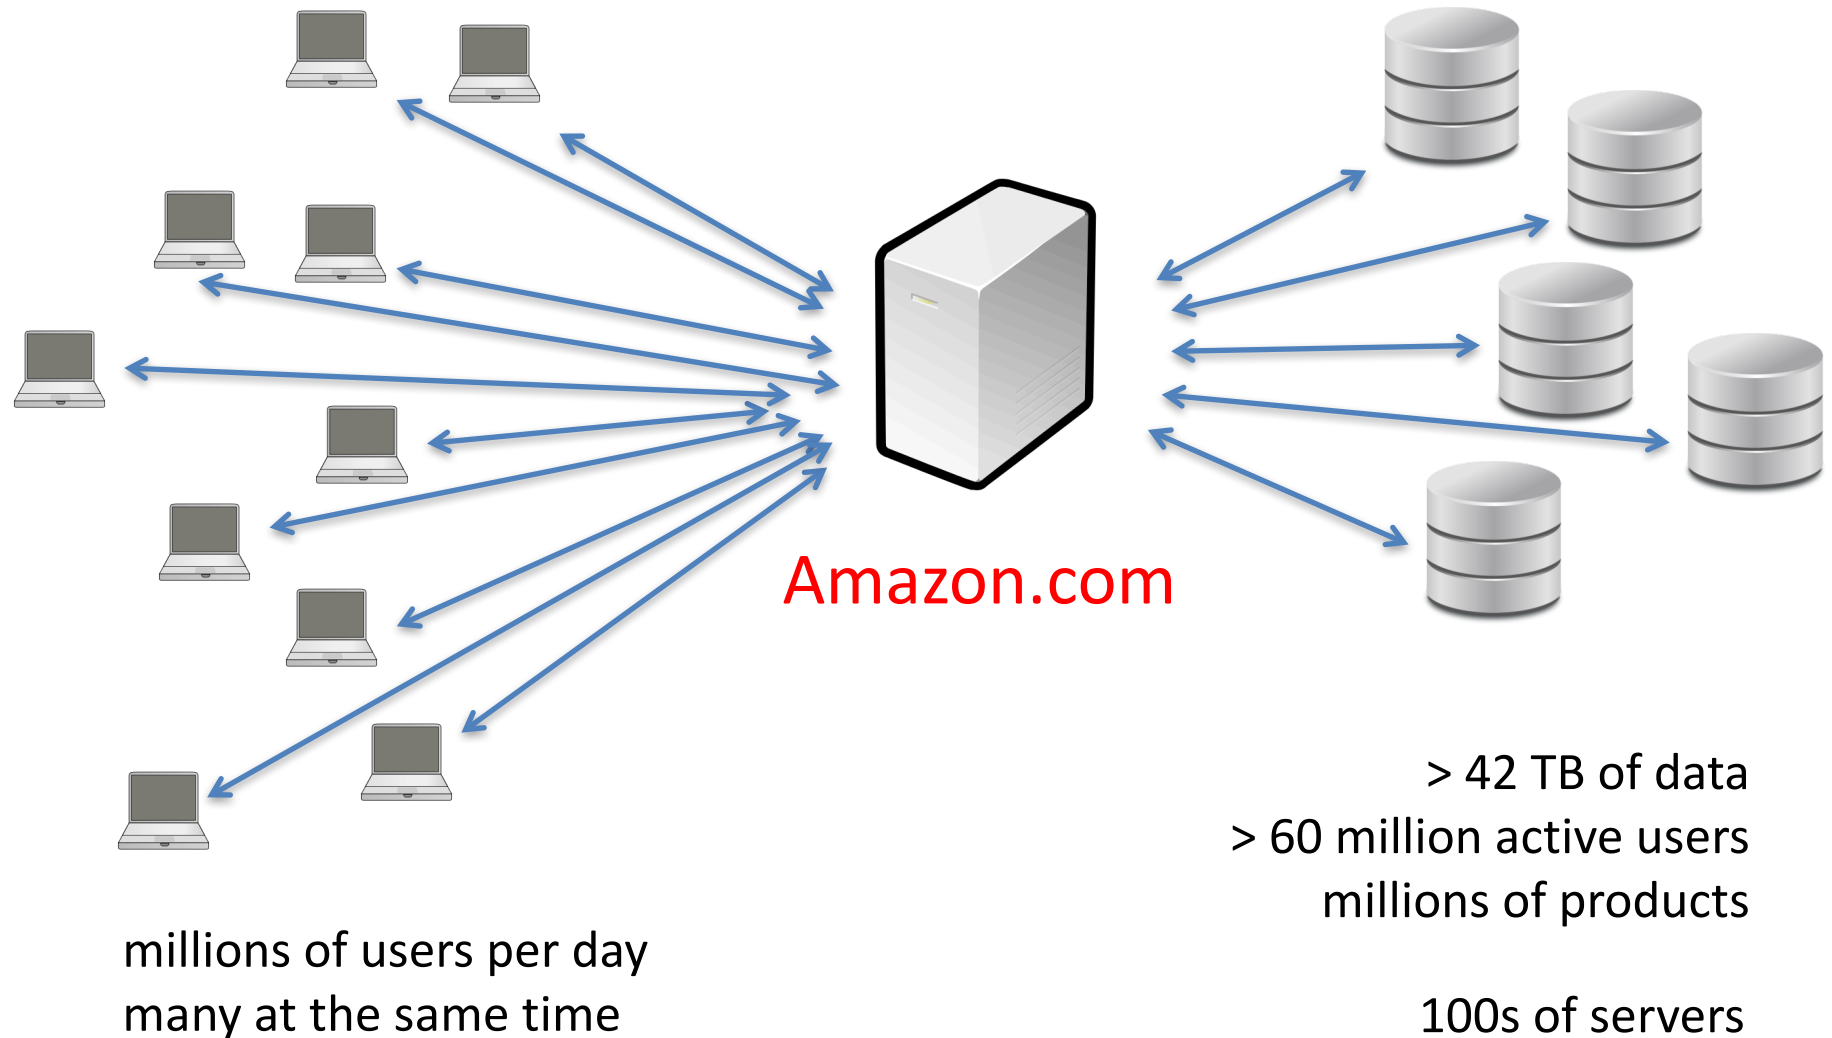 Amazon.com
> 42 TB of data
> 60 million active users
millions of products
millions of users per day
many at the same time
100s of servers